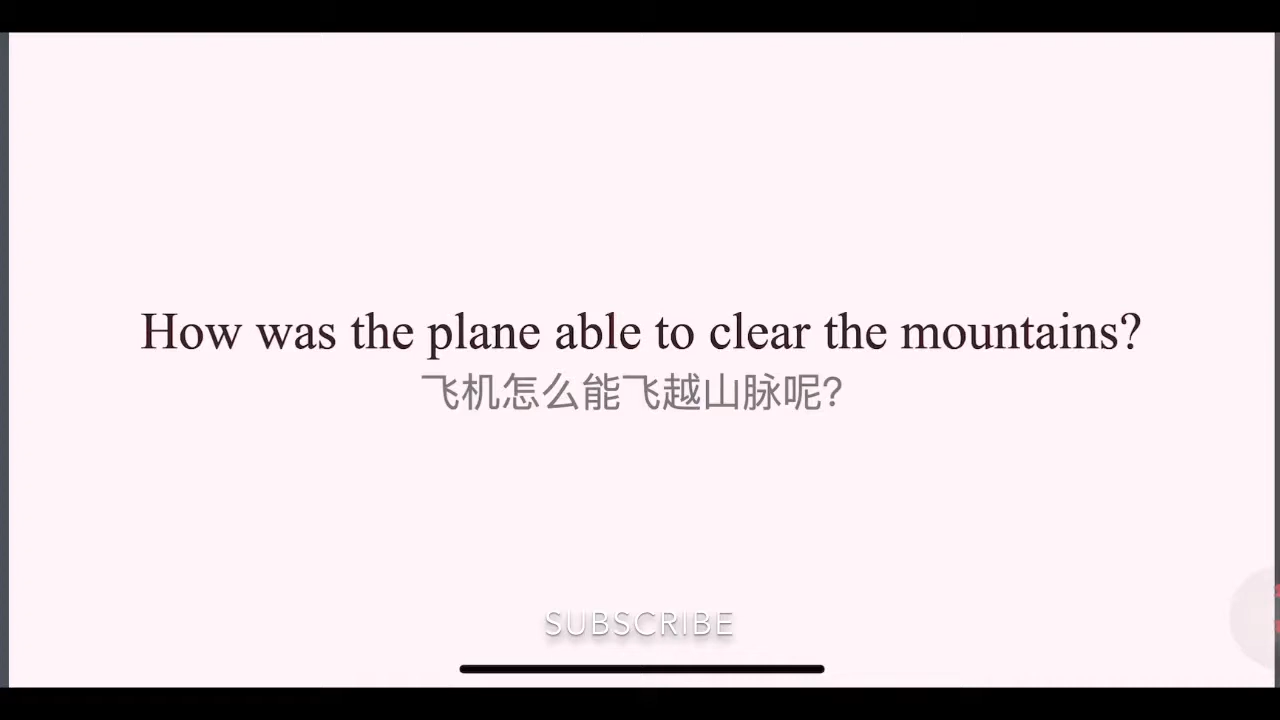 How was the plane able to clear the mountains?
飞机怎么能飞越山脉呢？
SUBSCRIBE